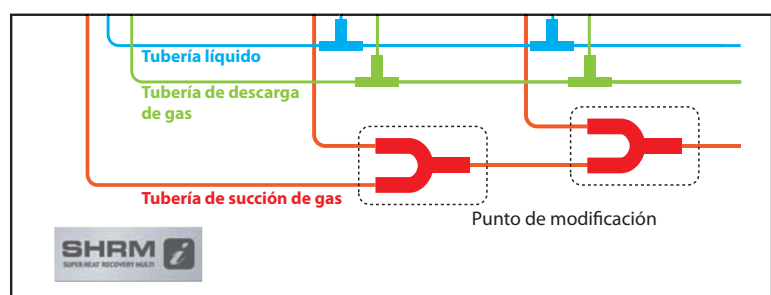 Tubería líquido
Tubería de descarga
de gas
Tubería de succión de gas
Punto de modificación
SHRM i
SUPER HEAT RECOVERY MULTI